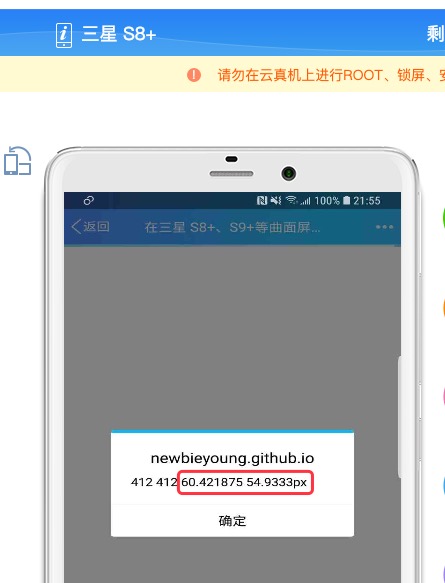 三星 S8+
剩
请勿在云真机上进行ROOT、锁屏、安
100% 21:55
返回
在三星 S8+、S9+等曲面屏...
newbieyoung.github.io
412 412 60.421875 54.9333px
确定